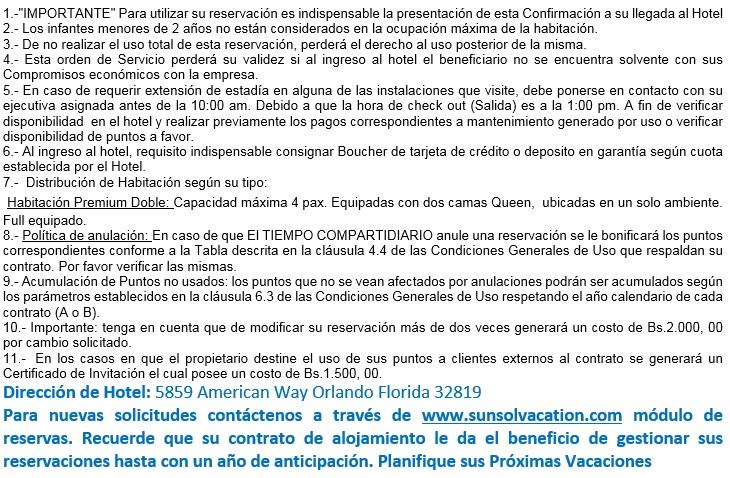 1.-"IMPORTANTE" Para utilizar su reservación es indispensable la presentación de esta Confirmación a su llegada al Hotel
2.- Los infantes menores de 2 años no están considerados en la ocupación máxima de la habitación.
3.- De no realizar el uso total de esta reservación, perderá el derecho al uso posterior de la misma.
4.- Esta orden de Servicio perderá su validez si al ingreso al hotel el beneficiario no se encuentra solvente con sus
Compromisos económicos con la empresa.
5.- En caso de requerir extensión de estadía en alguna de las instalaciones que visite, debe ponerse en contacto con su
ejecutiva asignada antes de la 10:00 am. Debido a que la hora de check out (Salida) es a la 1:00 pm. A fin de verificar
disponibilidad en el hotel y realizar previamente los pagos correspondientes a mantenimiento generado por uso o verificar
disponibilidad de puntos a favor.
6.- Al ingreso al hotel, requisito indispensable consignar Boucher de tarjeta de crédito o deposito en garantía según cuota
establecida por el Hotel.
7.- Distribución de Habitación según su tipo:
Habitación Premium Doble: Capacidad máxima 4 pax. Equipadas con dos camas Queen, ubicadas en un solo ambiente.
Full equipado.
8.- Política de anulación: En caso de que El TIEMPO COMPARTIDIARIO anule una reservación se le bonificará los puntos
correspondientes conforme a la Tabla descrita en la cláusula 4.4 de las Condiciones Generales de Uso que respaldan su
contrato. Por favor verificar las mismas.
9.- Acumulación de Puntos no usados: los puntos que no se vean afectados por anulaciones podrán ser acumulados según
los parámetros establecidos en la cláusula 6.3 de las Condiciones Generales de Uso respetando el año calendario de cada
contrato (A o B).
10.- Importante: tenga en cuenta que de modificar su reservación más de dos veces generará un costo de Bs.2.000, 00
por cambio solicitado.
11.- En los casos en que el propietario destine el uso de sus puntos a clientes externos al contrato se generará un
Certificado de Invitación el cual posee un costo de Bs.1.500, 00.
Dirección de Hotel: 5859 American Way Orlando Florida 32819
Para nuevas solicitudes contáctenos a través de www.sunsolvacation.com módulo de
reservas. Recuerde que su contrato de alojamiento le da el beneficio de gestionar sus
reservaciones hasta con un año de anticipación. Planifique sus Próximas Vacaciones